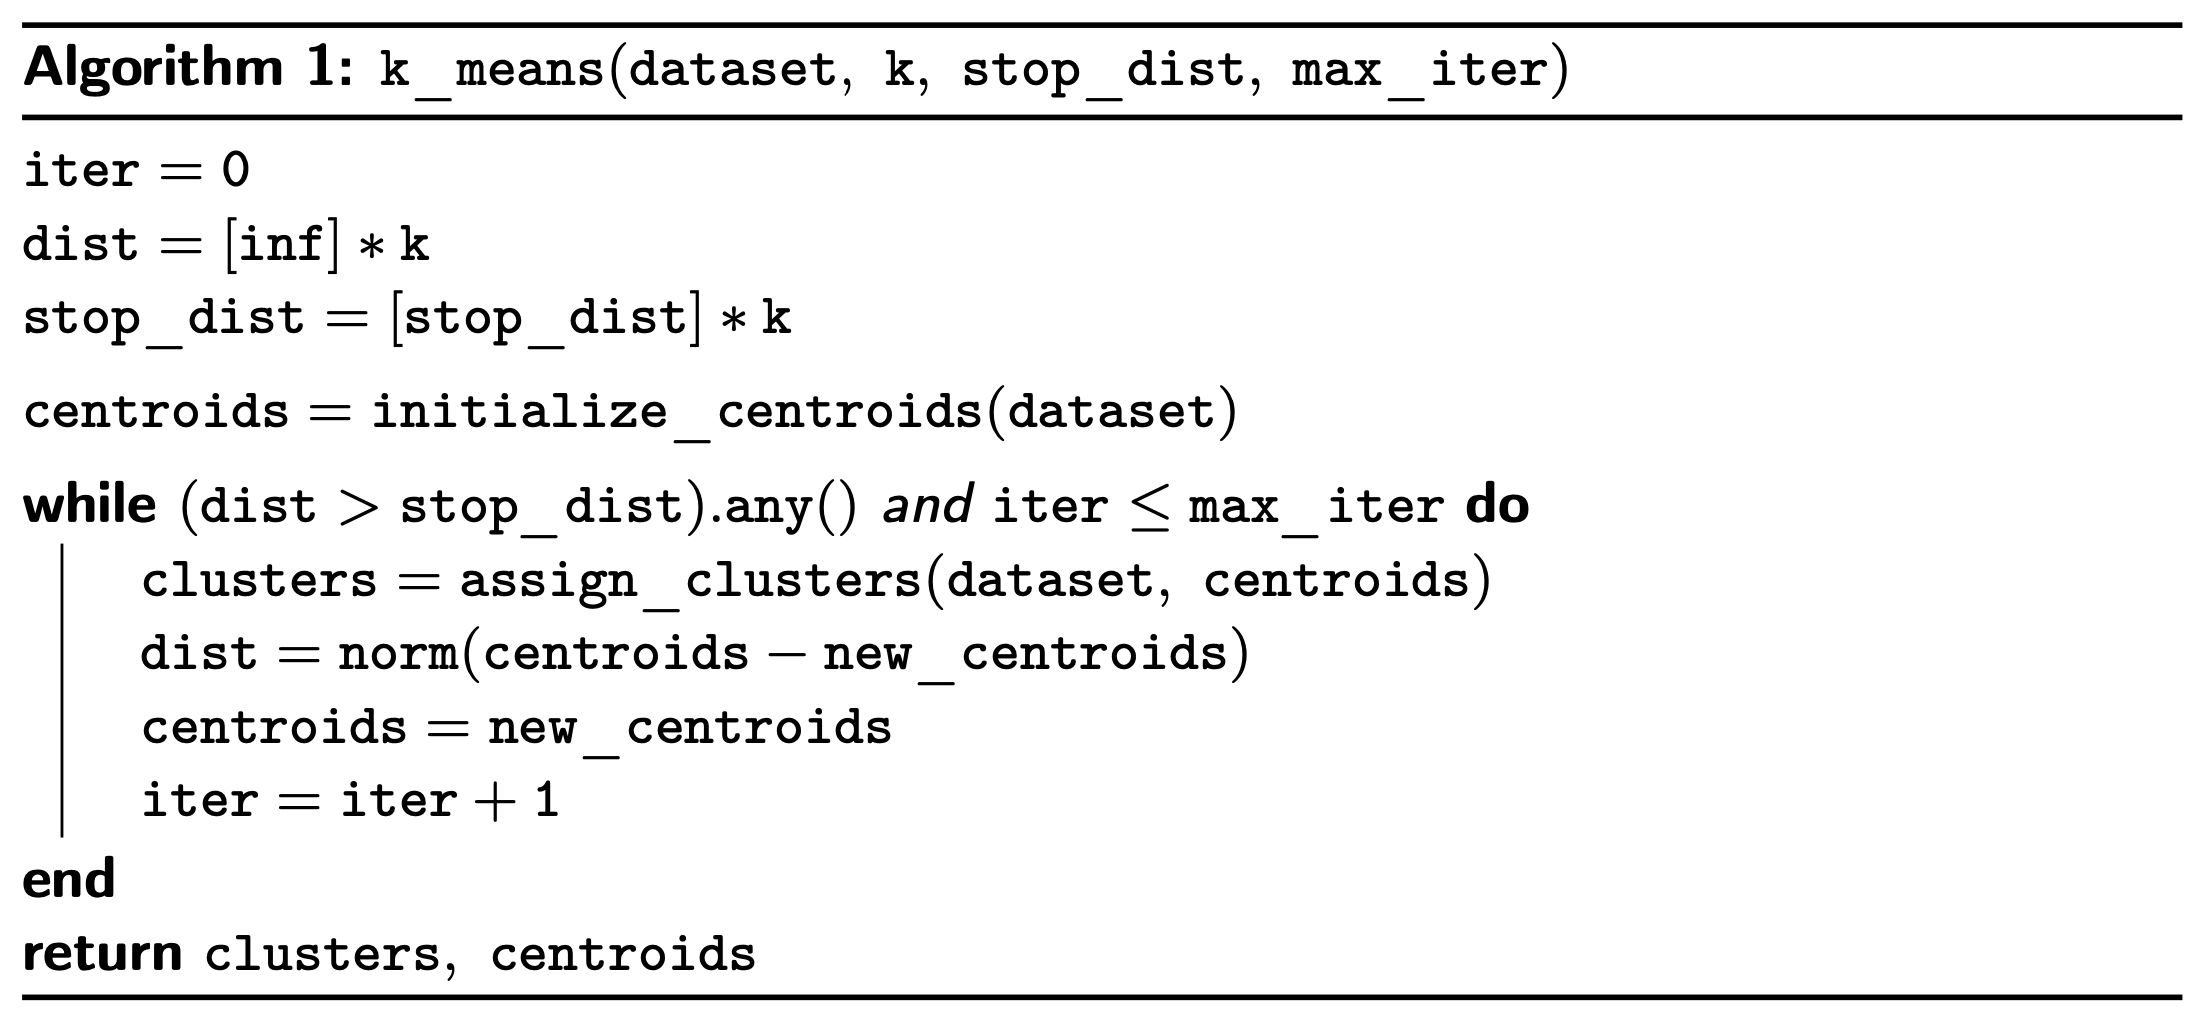 Algorithm 1: k_means(dataset, k, stop_dist, max_iter)
iter = 0
dist = [inf] * k
stop_dist = [stop_dist] * k
centroids = initialize_centroids(dataset)
while (dist > stop_dist).any() and iter ≤ max_iter do
clusters = assign_clusters(dataset, centroids)
dist = norm(centroids − new_centroids)
centroids = new_centroids
iter = iter + 1
end
return clusters, centroids